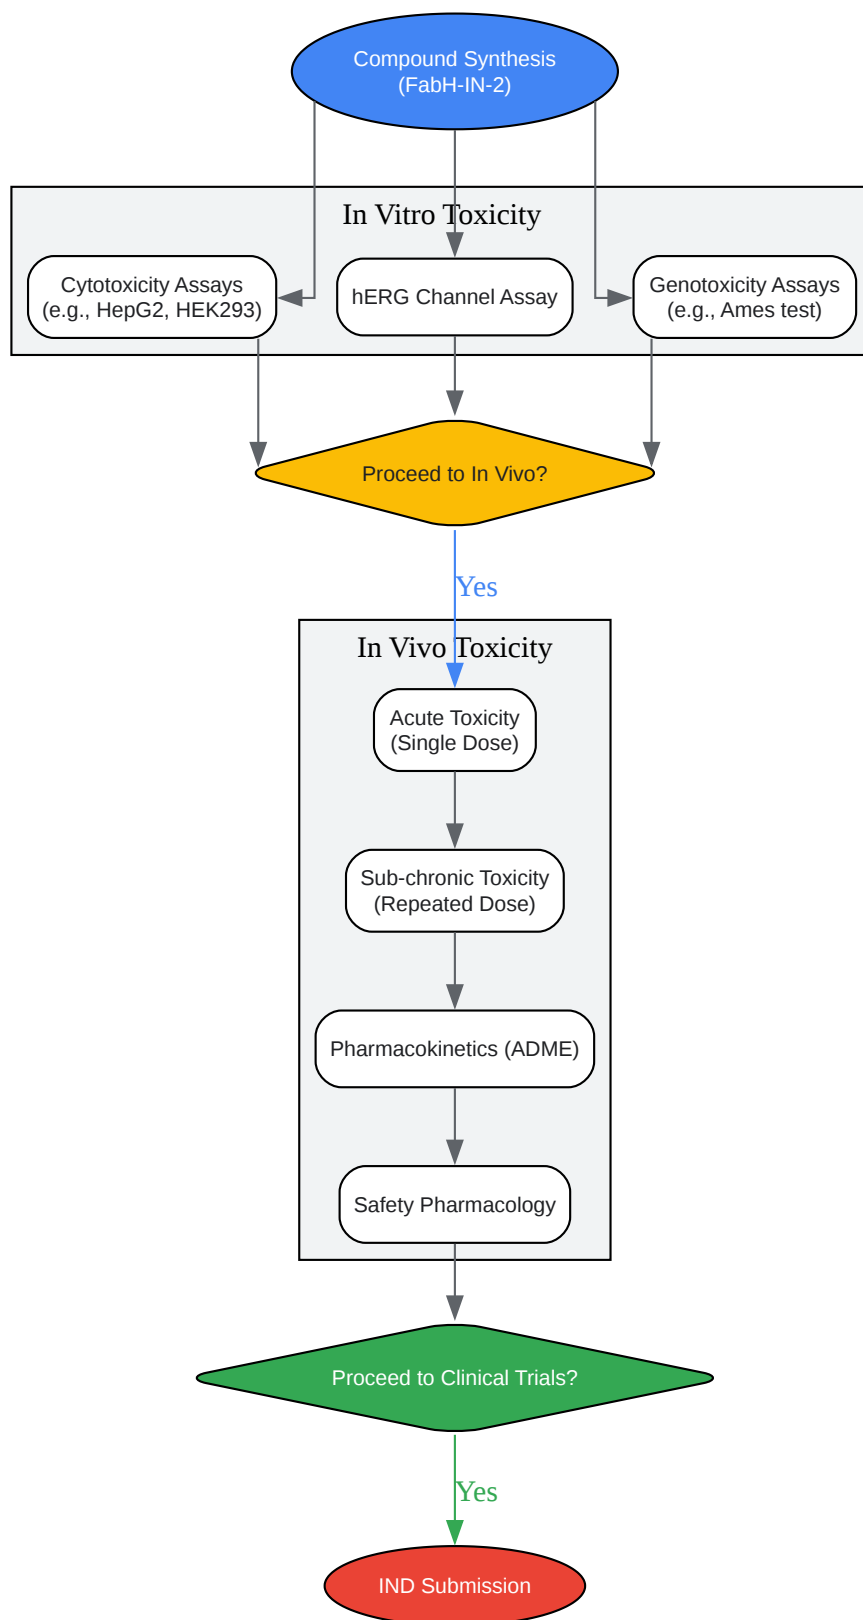 Compound Synthesis
(FabH-IN-2)
In Vitro Toxicity
Cytotoxicity Assays
(e.g., HepG2, HEK293)
hERG Channel Assay
Genotoxicity Assays
(e.g., Ames test)
Proceed to In Vivo?
Yes
In Vivo Toxicity
Acute Toxicity
(Single Dose)
Sub-chronic Toxicity
(Repeated Dose)
Pharmacokinetics (ADME)
Safety Pharmacology
Proceed to Clinical Trials?
Yes
IND Submission